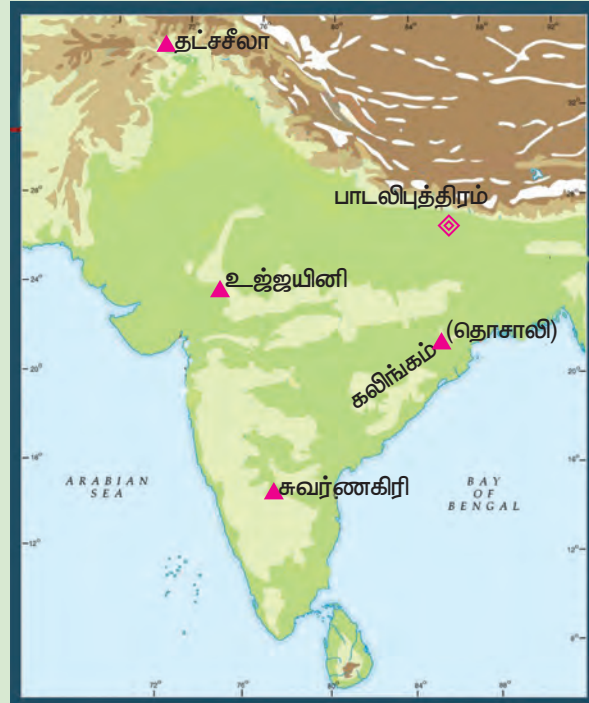 தட்சசீலா
பாடலிபுத்திரம்
உஜ்ஜயினி
(தொசாலி)
கலிங்கம்
ARABIAN
SEA
சுவர்ணகிரி
BAY
OF
BENGAL